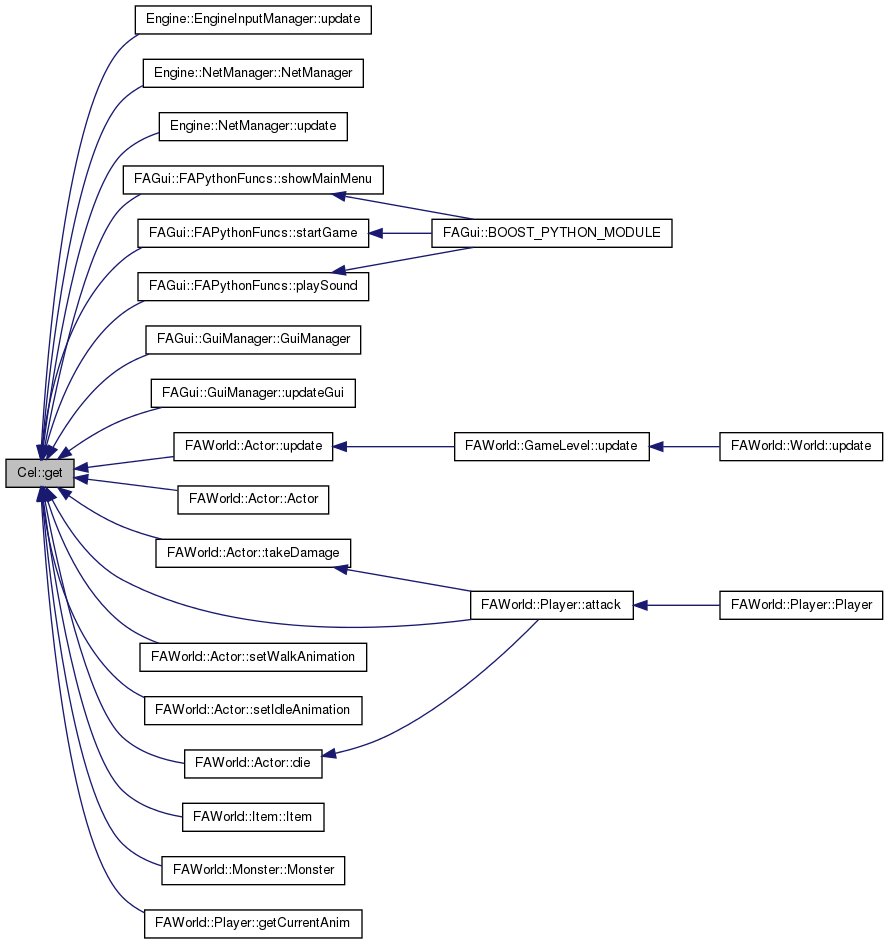 Engine::EngineInputManager::update
Engine::NetManager::NetManager
Engine::NetManager::update
FAGui::FAPythonFuncs::showMainMenu
FAGui::FAPythonFuncs::startGame
FAGui::BOOST_PYTHON_MODULE
FAGui::FAPythonFuncs::playSound
FAGui::GuiManager::GuiManager
FAGui::GuiManager::updateGui
FAWorld::Actor::update
FAWorld::GameLevel::update
FAWorld::World::update
Cel::get
FAWorld::Actor::Actor
FAWorld::Actor::takeDamage
FAWorld::Player::attack
FAWorld::Player::Player
FAWorld::Actor::setWalkAnimation
FAWorld::Actor::setIdleAnimation
FAWorld::Actor::die
FAWorld::Item::Item
FAWorld::Monster::Monster
FAWorld::Player::getCurrentAnim